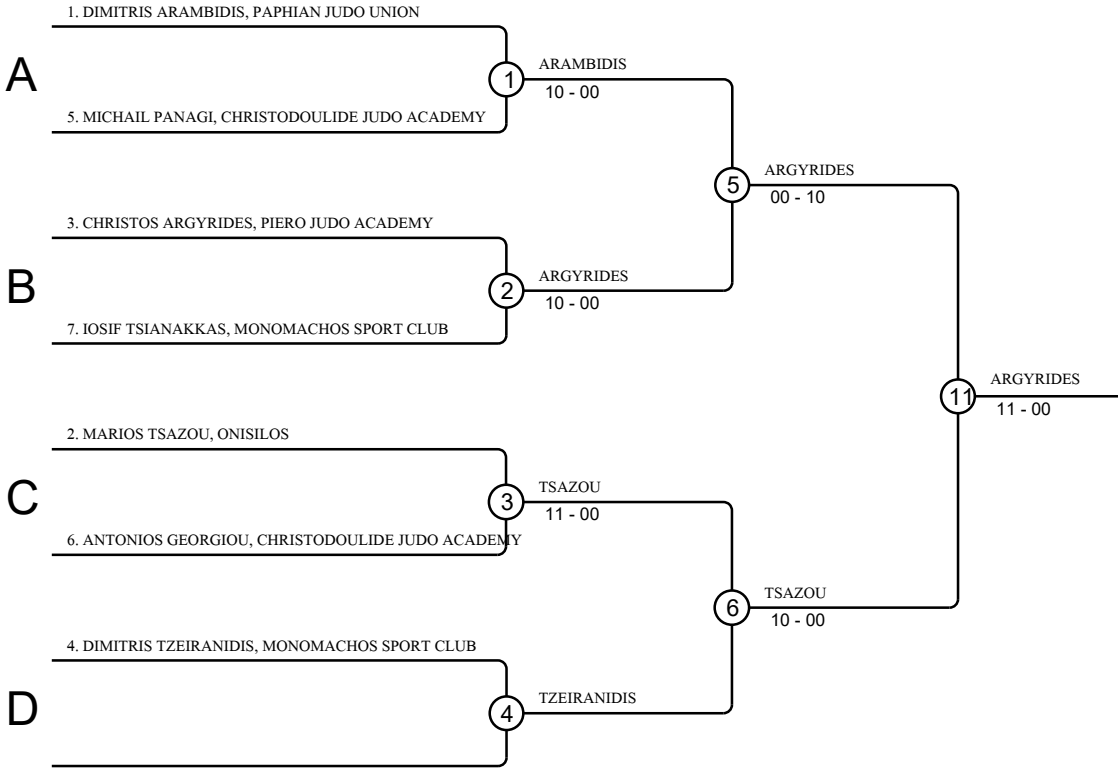 1. DIMITRIS ARAMBIDIS, PAPHIAN JUDO UNION
A
1
ARAMBIDIS
10 - 00
5. MICHAIL PANAGI, CHRISTODOULIDE JUDO ACADEMY
5
ARGYRIDES
00 - 10
3. CHRISTOS ARGYRIDES, PIERO JUDO ACADEMY
B
2
ARGYRIDES
10 - 00
7. IOSIF TSIANAKKAS, MONOMACHOS SPORT CLUB
11
ARGYRIDES
11 - 00
2. MARIOS TSAZOU, ONISILOS
C
3
TSAZOU
11 - 00
6. ANTONIOS GEORGIOU, CHRISTODOULIDE JUDO ACADEMY
6
TSAZOU
10 - 00
4. DIMITRIS TZEIRANIDIS, MONOMACHOS SPORT CLUB
D
4
TZEIRANIDIS